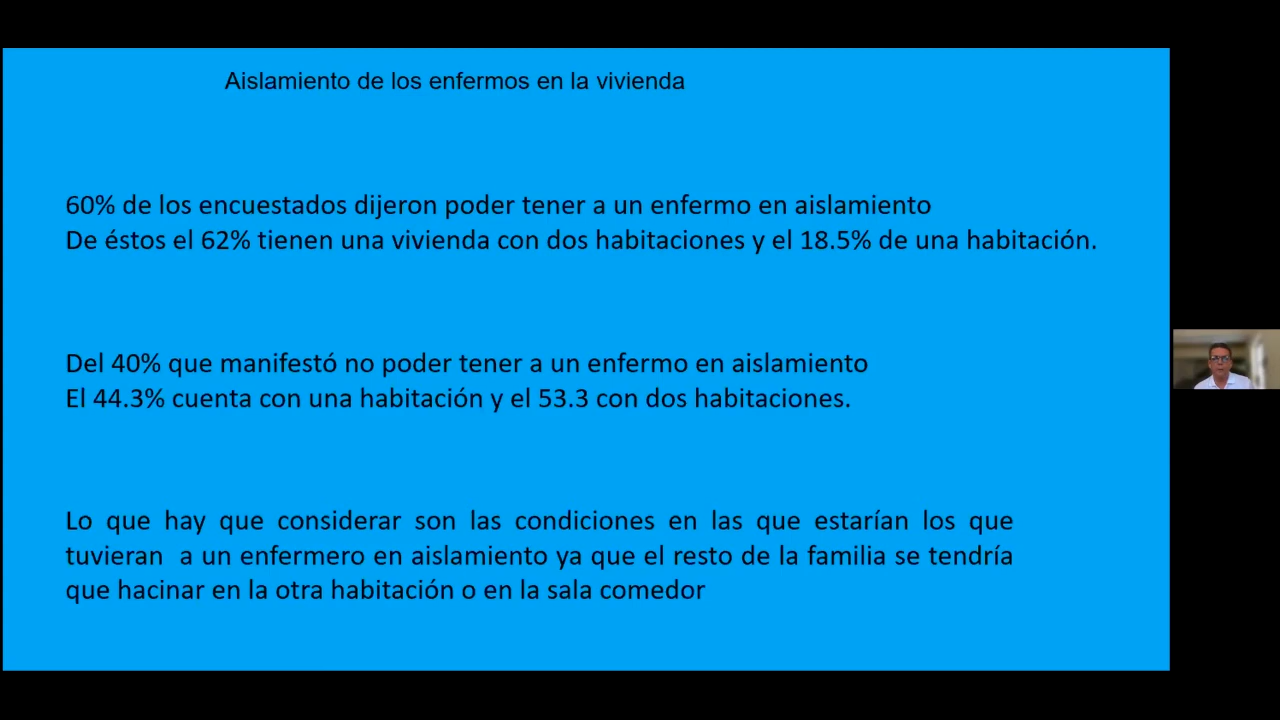 Aislamiento de los enfermos en la vivienda
60% de los encuestados dijeron poder tener a un enfermo en aislamiento
De éstos el 62% tienen una vivienda con dos habitaciones y el 18.5% de una habitación.
Del 40% que manifestó no poder tener a un enfermo en aislamiento
El 44.3% cuenta con una habitación y el 53.3 con dos habitaciones.
Lo que hay que considerar son las condiciones en las que estarían los que
tuvieran a un enfermero en aislamiento ya que el resto de la familia se tendría
que hacinar en la otra habitación o en la sala comedor